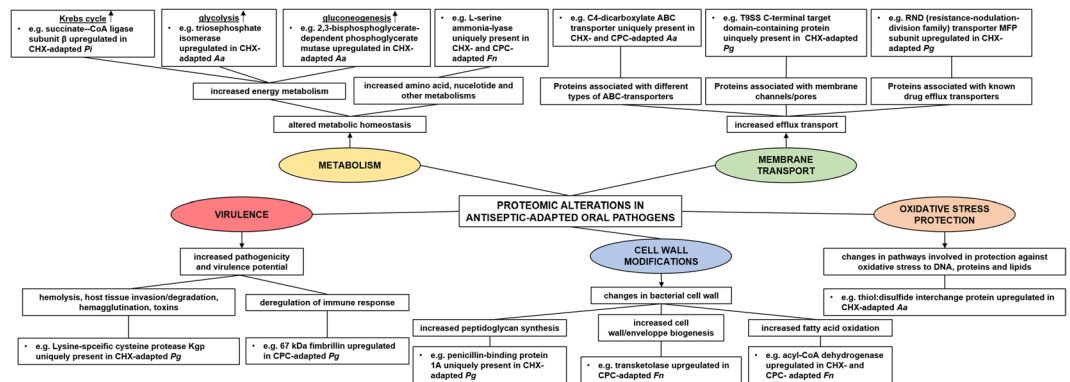 Krebs cycle
• e.g. succinate--CoA ligase
subunit β upregulated in
CHX-adapted Pi
glycolysis
• e.g. triosephosphate
isomerase
upregulated in CHX-
adapted Aa
gluconeogenesis
• e.g. 2,3-bisphosphoglycerate-
dependent phosphoglycerate
mutase upregulated in CHX-
adapted Aa
• e.g. L-serine
ammonia-lyase
uniquely present in
CHX- and CPC-
adapted Fn
• e.g. C4-dicarboxylate ABC
transporter uniquely present in
CHX- and CPC-adapted Aa
• e.g. T9SS C-terminal target
domain-containing protein
uinquely present in CHX-adapted
Pg
• e.g. RND (resistance-nodulation-
division family) transporter MFP
subunit upregulated in CHX-
adapted Pg
increased energy metabolism
increased amino acid, nucelotide and
other metabolisms
Proteins associated with different
types of ABC-transporters
Proteins associated with membrane
channels/pores
Proteins associated with known
drug efflux transporters
altered metabolic homeostasis
increased efflux transport
METABOLISM
MEMBRANE
TRANSPORT
PROTEOMIC ALTERATIONS IN
ANTISEPTIC-ADAPTED ORAL PATHOGENS
VIRULENCE
OXIDATIVE STRESS
PROTECTION
CELL WALL
MODIFICATIONS
increased pathogenicity
and virulence potential
changes in pathways involved in protection against
oxidative stress to DNA, proteins and lipids
hemolysis, host tissue invasion/degradation,
hemagglutination, toxins
deregulation of immune response
changes in bacterial cell wall
• e.g. thiol:disulfide interchange protein upregulated in
CHX-adapted Aa
increased peptidoglycan synthesis
increased cell
wall/enveloppe biogenesis
increased fatty acid oxidation
• e.g. Lysine-spceific cysteine protease Kgp
uniquely present in CHX-adapted Pg
• e.g. 67 kDa fimbrillin upregulated
in CPC-adapted Pg
• e.g. penicillin-binding protein
1A uniquely present in CHX-
adapted Pg
• e.g. transketolase uprgeulated in
CPC-adapted Fn
• e.g. acyl-CoA dehydrogenase
upregulated in CHX- and
CPC- adapted Fn